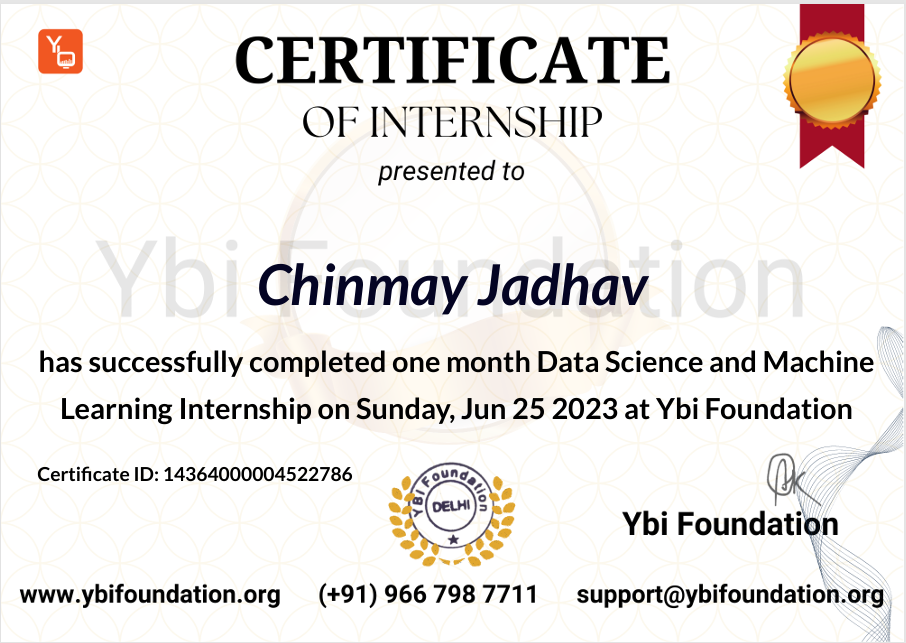 Yb
CERTIFICATE
OF INTERNSHIP
presented to
Ybi Foundation
Chinmay Jadhav
has successfully completed one month Data Science and Machine
Learning Internship on Sunday, Jun 25 2023 at Ybi Foundation
Certificate ID: 14364000004522786
Ybi Foundation
DELHI
Ybi Foundation
www.ybifoundation.org (+91) 966 798 7711 support@ybifoundation.org